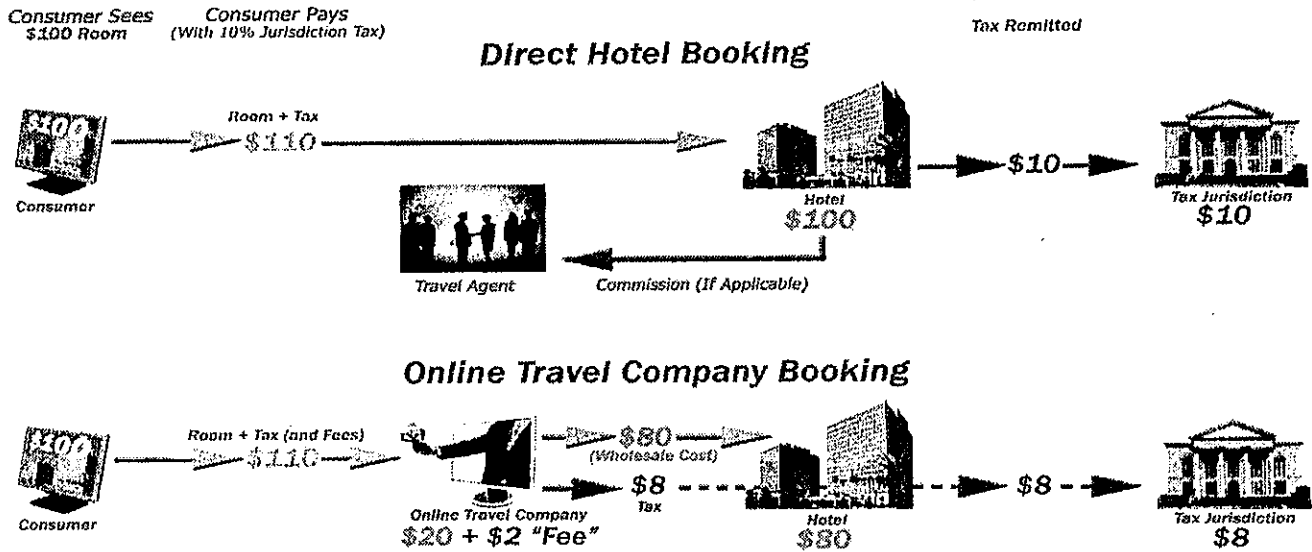 Consumer Sees
$100 Room
Consumer Pays
(With 10% Jurisdiction Tax)
Tax Remitted
Direct Hotel Booking
$100
Consumer
Room + Tax
$110
Hotel
$100
$10
Tax Jurisdiction
$10
Travel Agent
Commission (If Applicable)
Online Travel Company Booking
$100
Consumer
Room + Tax (and Fees)
$110
Online Travel Company
$20 + $2 "Fee"
$80
(Wholesale Cost)
$8
Tax
Hotel
$80
$8
Tax Jurisdiction
$8